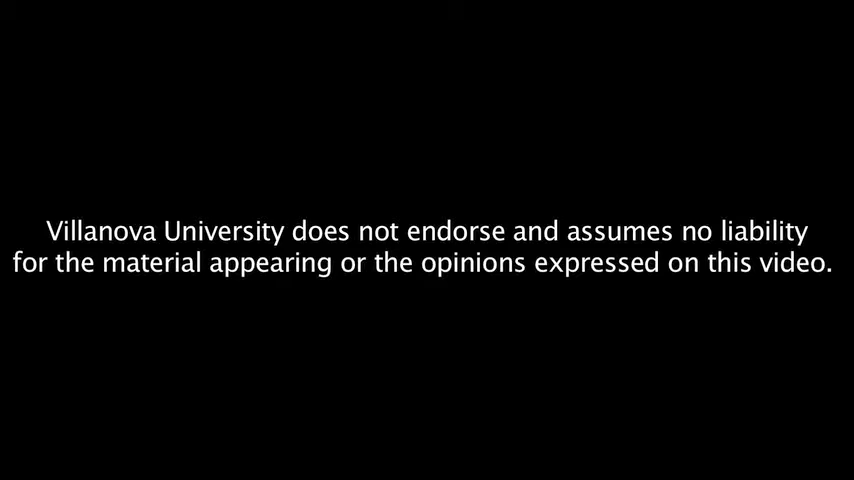 Villanova University does not endorse and assumes no liability
for the material appearing or the opinions expressed on this video.